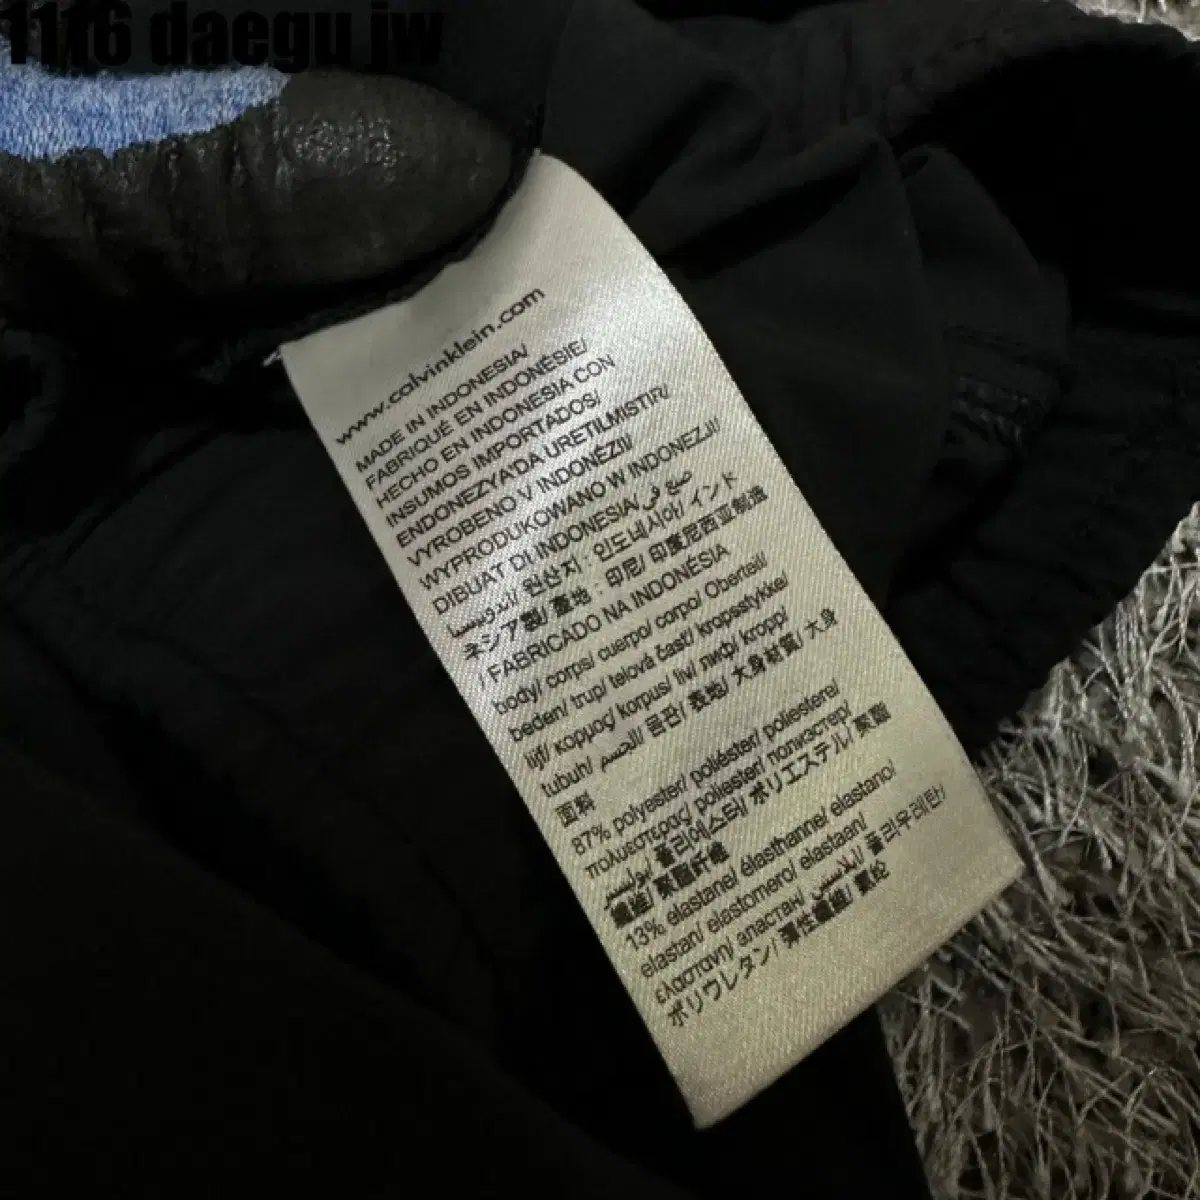 1116 daegu jw
www.calvinklein.com
MADE IN INDONESIA/
FABRIQUÉ EN INDONÉSIE/
HECHO EN INDONESIA CON
INSUMOS IMPORTADOS/
ENDONEZYA'DA URETILMISTIR/
VYROBENO V INDONÉZII/
WYPRODUKOWANO W INDONEZJI/
DIBUAT DI INDONESIA/ صنع في
إندونيسيا/ 원산지 : 인도네시아/ インド
ネシア製/ 產地 : 印尼/ 印度尼西亚制造
/ FABRICADO NA INDONÉSIA
body/ corps/ cuerpo/ corpo/ Oberteil/
beden/ trup/ telová časť/ kropsstykke/
lijf/ κορμός/ korpus/ liv/ лиф/ kropp/
tubuh/ الجسم/ 몸판/ 表地/ 大身材質/ 大身
面料
87% polyester/ poliéster/ poliestere/
πολυεστερας/ poliester/ полиэстер/
بوليستر/ 폴리에스터/ ポリエステル/ 聚酯
纖維/ 聚酯纤维
13% elastane/ élasthanne/ elastano/
elastan/ elastomero/ elastaan/
ελαστανη/ эластан/ إيلاستين/ 폴리우레탄/
ポリウレタン/ 彈性纖維/ 氨纶